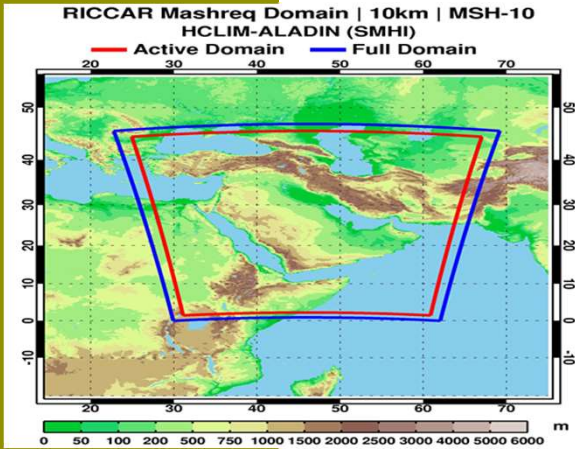 RICCAR Mashreq Domain | 10km | MSH-10
HCLIM-ALADIN (SMHI)
Active Domain Full Domain
20 30 40 50 60 70
50 50
40 40
30 30
20 20
10 10
0 0
-10 -10
20 30 40 50 60 70
m
0 50 100 200 500 750 1000 1500 2000 2500 3000 4000 5000 6000